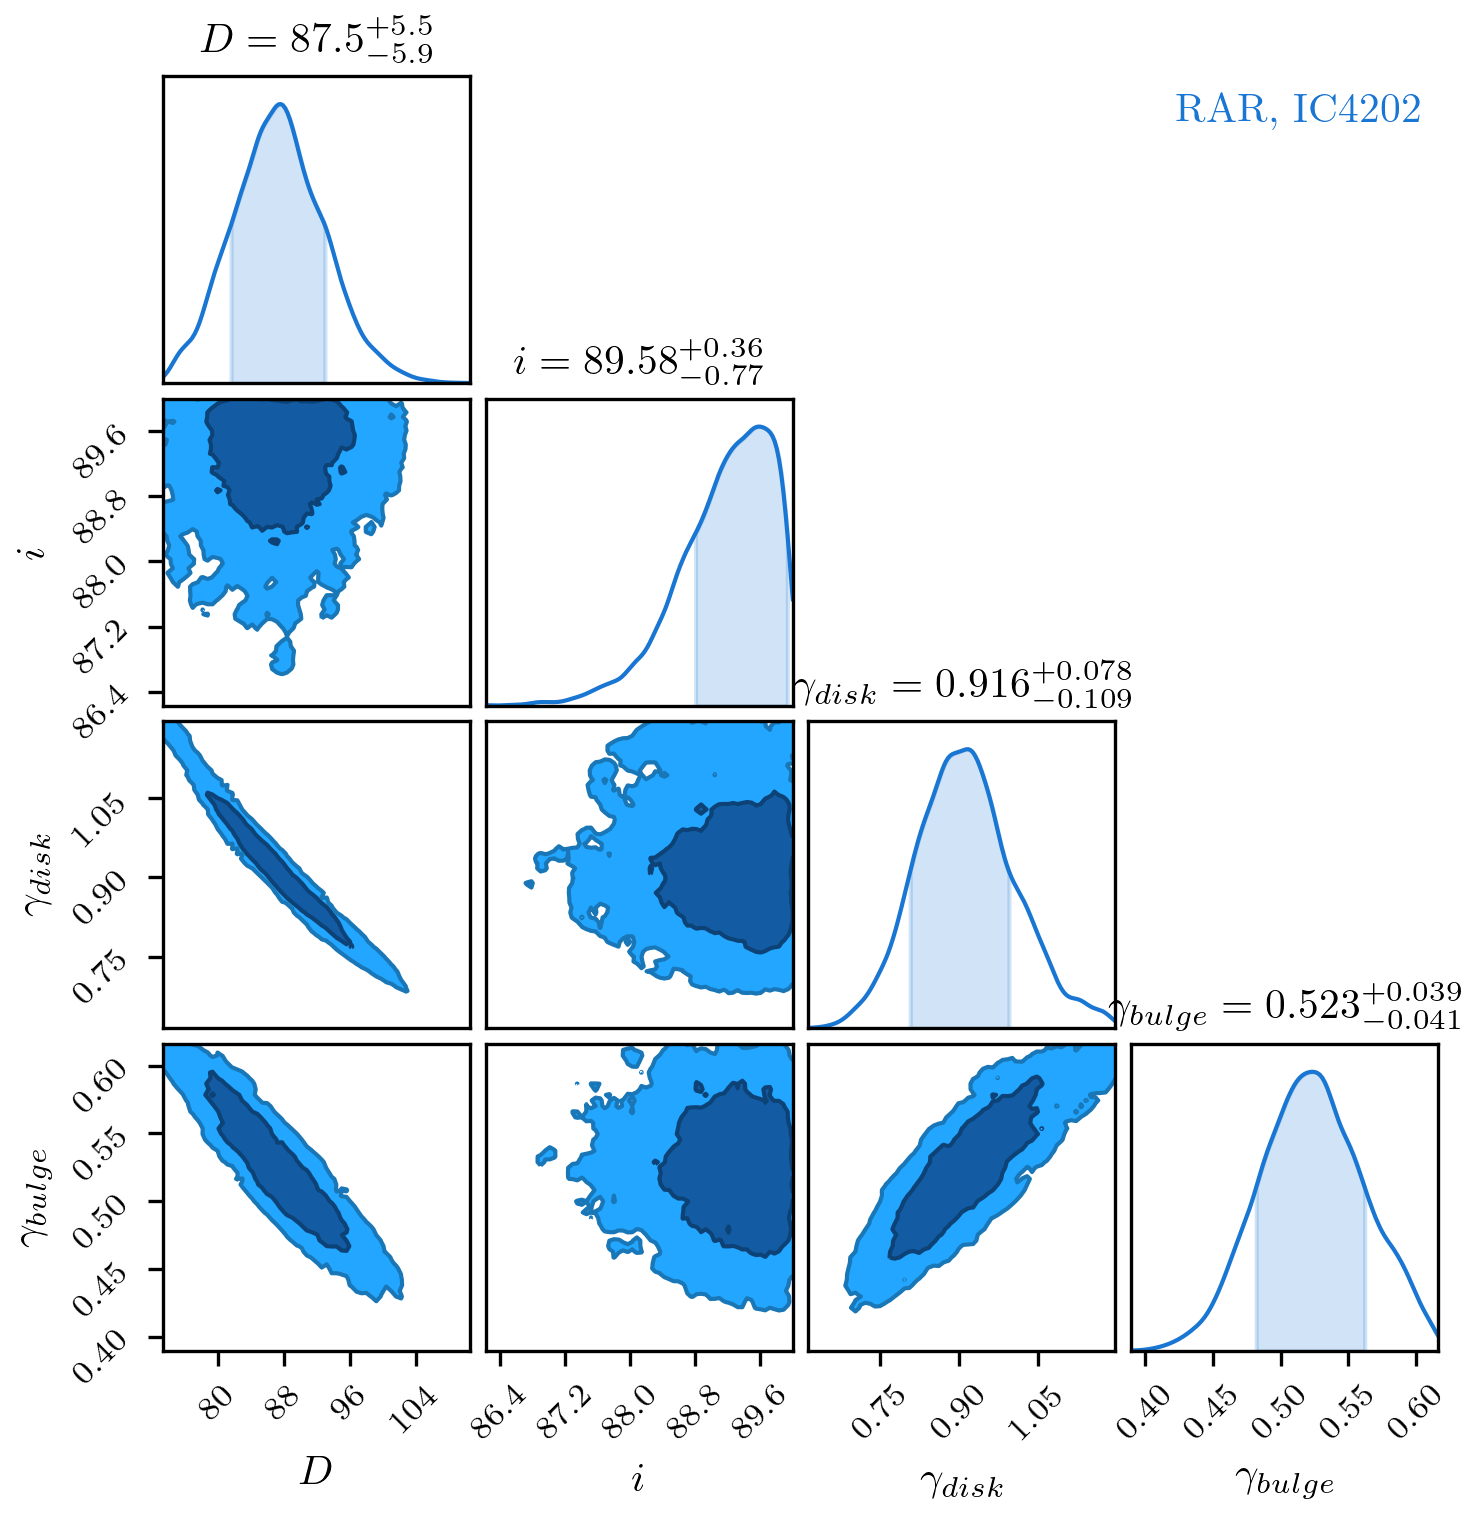 D = 87.5^{+5.5}_{-5.9}
RAR, IC4202
i = 89.58^{+0.36}_{-0.77}
89.6
88.8
88.0
87.2
86.4
i
γ_{disk} = 0.916^{+0.078}_{-0.109}
1.05
0.90
0.75
γ_{disk}
γ_{bulge} = 0.523^{+0.039}_{-0.041}
0.60
0.55
0.50
0.45
0.40
γ_{bulge}
80 88 96 104
86.4 87.2 88.0 88.8 89.6
0.75 0.90 1.05
0.40 0.45 0.50 0.55 0.60
D
i
γ_{disk}
γ_{bulge}